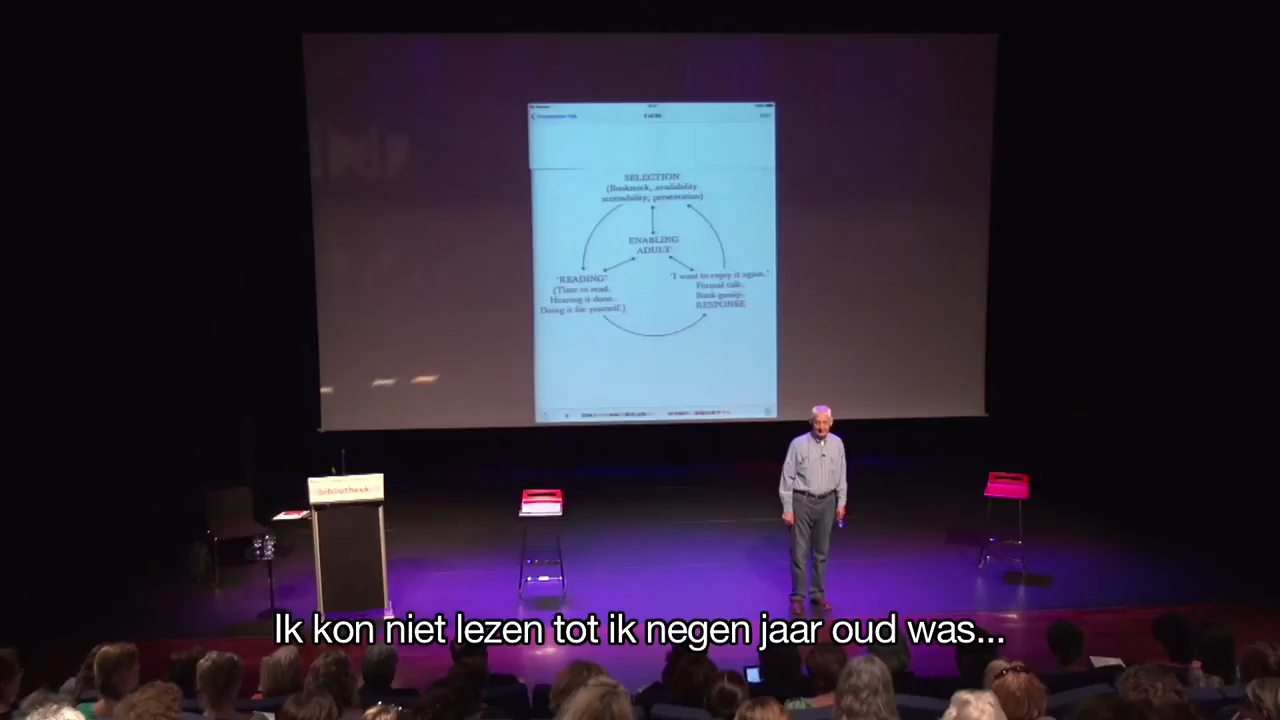 SELECTION
(Bookstock, availability
accessibility, presentation)
ENABLING
ADULT
"READING"
(Time to read.
Hearing it done.
Doing it for yourself.)
"I want to enjoy it again."
Formal talk.
Book gossip.
RESPONSE
bibliotheek
Ik kon niet lezen tot ik negen jaar oud was...